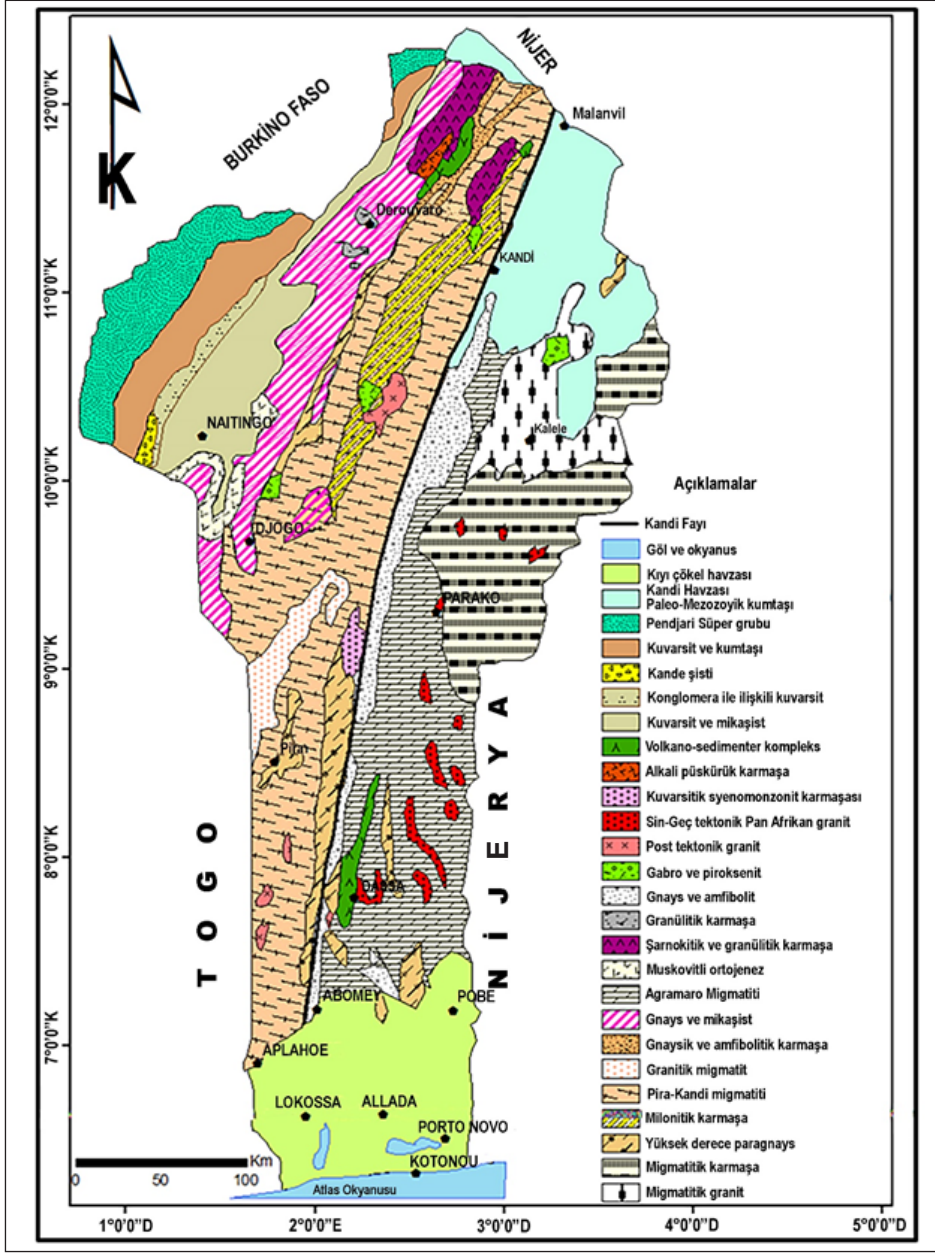 NİJER
12°0'0"K
BURKİNO FASO
Malanvil
K
Derouvaro
KANDİ
11°0'0"K
NAITINGO
Kalele
10°0'0"K
Açıklamalar
DJOGO
Kandi Fayı
Göl ve okyanus
Kıyı çökel havzası
Kandi Havzası
Paleo-Mezozoyik kumtaşı
PARAKO
Pendjari Süper grubu
Kuvarsit ve kumtaşı
9°0'0"K
Kande şisti
Konglomera ile ilişkili kuvarsit
Kuvarsit ve mikaşist
Volkano-sedimenter kompleks
Alkali püskürük karmaşa
Kuvarsitik syenomonzonit karmaşası
Sin-Geç tektonik Pan Afrikan granit
Post tektonik granit
8°0'0"K
Gabro ve piroksenit
Gnays ve amfibolit
DASSA
Granülitik karmaşa
Şarnokitik ve granülitik karmaşa
TOGO
NİJERYA
Muskovitli ortojenez
ABOMEY
POBE
Agramaro Migmatiti
Gnays ve mikaşist
7°0'0"K
APLAHOE
Gnaysik ve amfibolitik karmaşa
Granitik migmatit
Pira-Kandi migmatiti
LOKOSSA
ALLADA
Milonitik karmaşa
PORTO NOVO
Yüksek derece paragnays
KOTONOU
Km
Migmatitik karmaşa
0 50 100
Atlas Okyanusu
Migmatitik granit
1°0'0"D 2°0'0"E 3°0'0"D 4°0'0"D 5°0'0"D